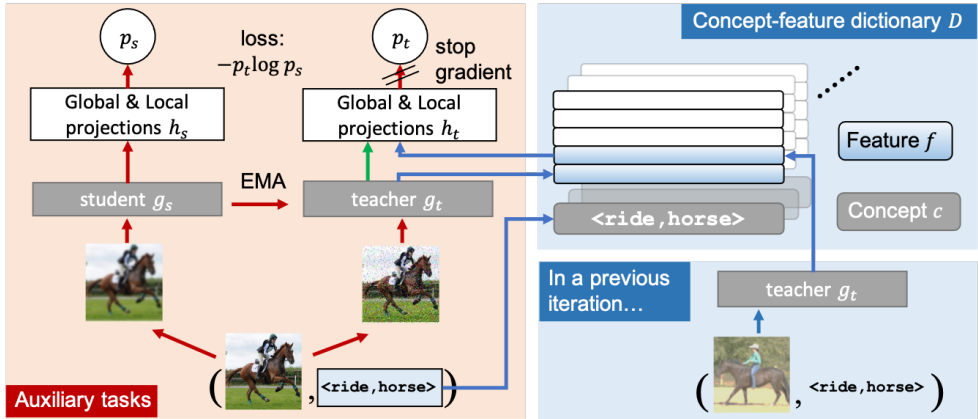 p_s
loss:
−p_t log p_s
p_t
stop
gradient
Global & Local
projections h_s
Global & Local
projections h_t
student g_s
EMA
teacher g_t
( , <ride,horse> )
Auxiliary tasks
Concept-feature dictionary D
Feature f
Concept c
<ride,horse>
In a previous
iteration…
teacher g_t
( , <ride,horse> )